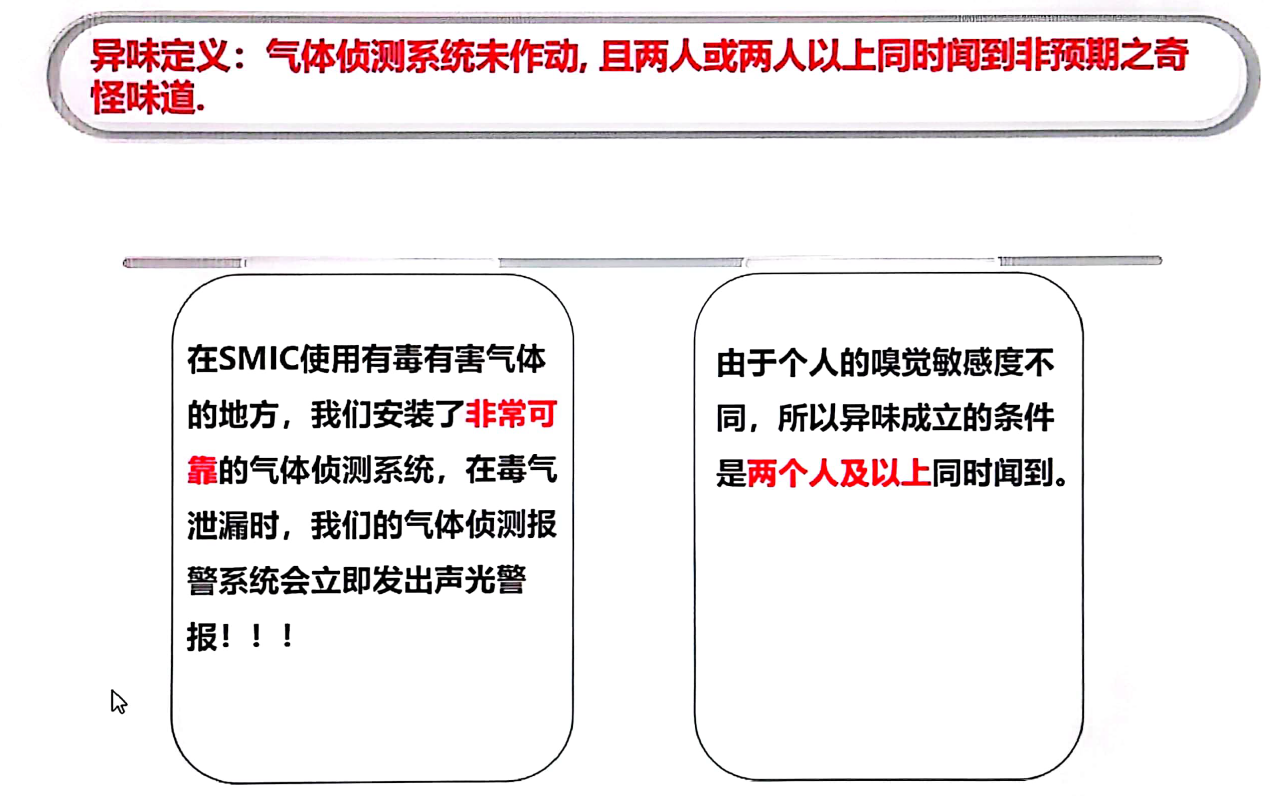 异味定义：气体侦测系统未作动, 且两人或两人以上同时闻到非预期之奇
怪味道.
在SMIC使用有毒有害气体
的地方，我们安装了非常可
靠的气体侦测系统，在毒气
泄漏时，我们的气体侦测报
警系统会立即发出声光警
报！！！
由于个人的嗅觉敏感度不
同，所以异味成立的条件
是两个人及以上同时闻到。